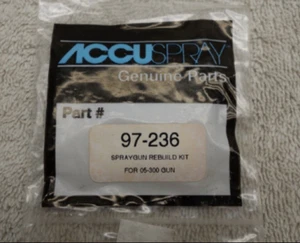 ACCUSPRAY
Genuine Parts
Part #
97-236
SPRAYGUN REBUILD KIT
FOR 05-300 GUN